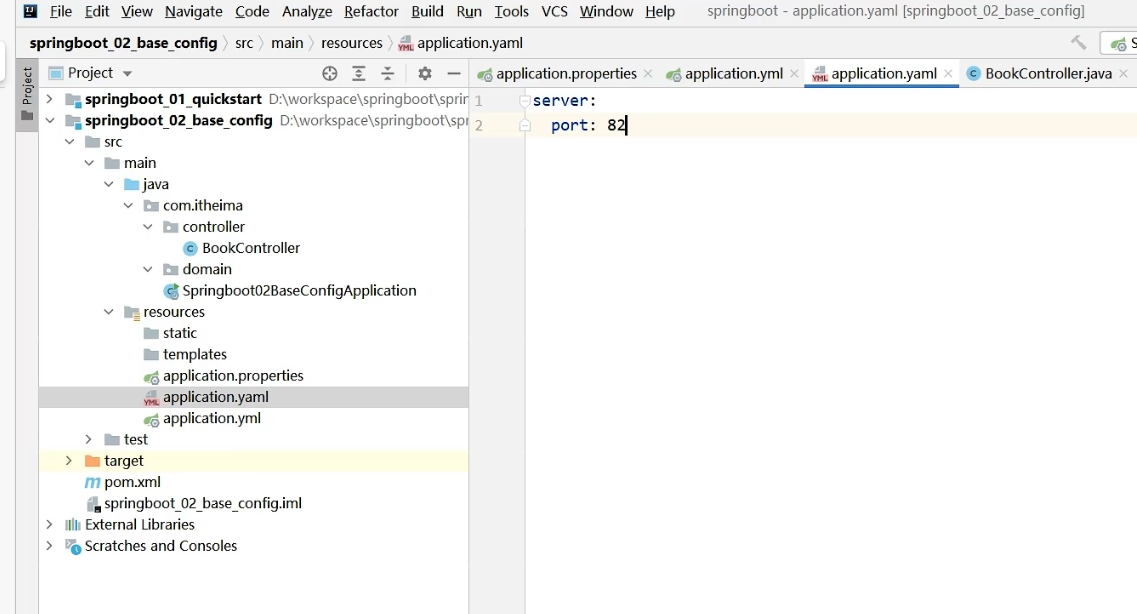 File Edit View Navigate Code Analyze Refactor Build Run Tools VCS Window Help springboot - application.yaml [springboot_02_base_config]
springboot_02_base_config src main resources application.yaml
Project application.properties application.yml application.yaml BookController.java
Project
springboot_01_quickstart D:\workspace\springboot\sprin
springboot_02_base_config D:\workspace\springboot\sp
src
main
java
com.itheima
controller
BookController
domain
Springboot02BaseConfigApplication
resources
static
templates
application.properties
application.yaml
application.yml
test
target
pom.xml
springboot_02_base_config.iml
External Libraries
Scratches and Consoles
1 server:
2 port: 82